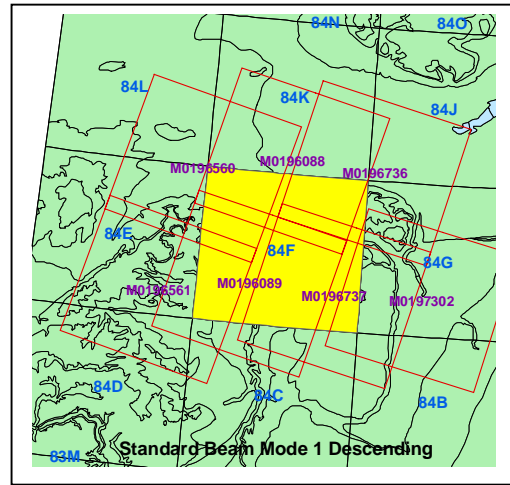 84N
84O
84L
84K
84J
M0196560
M0196088
M0196736
84E
84F
84G
M0196561
M0196089
M0196737
M0197302
84D
84C
84B
83M
Standard Beam Mode 1 Descending